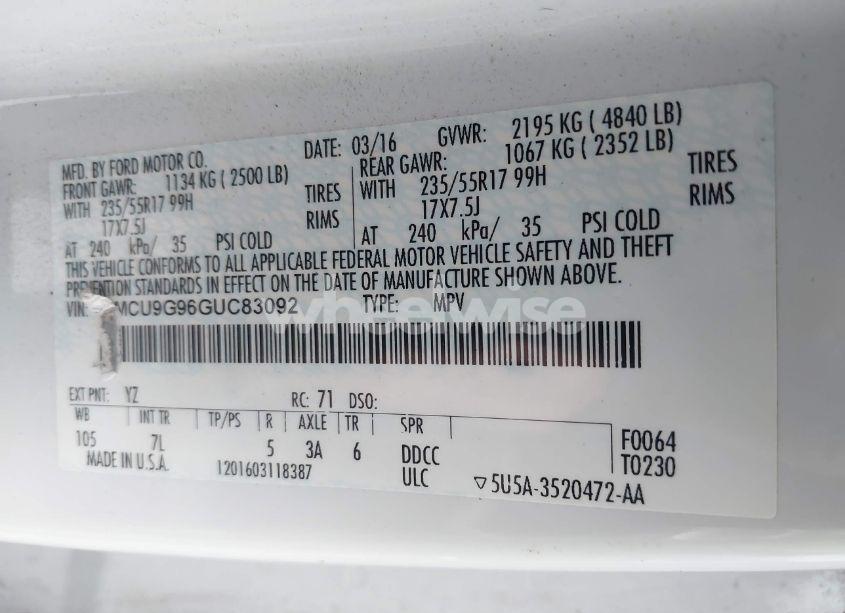 MFD. BY FORD MOTOR CO. DATE: 03/16 GVWR: 2195 KG ( 4840 LB)
FRONT GAWR: 1134 KG ( 2500 LB) REAR GAWR: 1067 KG ( 2352 LB)
WITH 235/55R17 99H TIRES WITH 235/55R17 99H TIRES
17X7.5J RIMS 17X7.5J RIMS
AT 240 kPa/ 35 PSI COLD AT 240 kPa/ 35 PSI COLD
THIS VEHICLE CONFORMS TO ALL APPLICABLE FEDERAL MOTOR VEHICLE SAFETY AND THEFT
PREVENTION STANDARDS IN EFFECT ON THE DATE OF MANUFACTURE SHOWN ABOVE.
VIN: MCU9G96GUC83092 TYPE: MPV
wheelwise
EXT PNT: YZ RC: 71 DSO:
WB INT TR TP/PS R AXLE TR SPR
105 7L 5 3A 6 DDCC F0064
MADE IN U.S.A. 1201603118387 ULC T0230
▽5U5A-3520472-AA